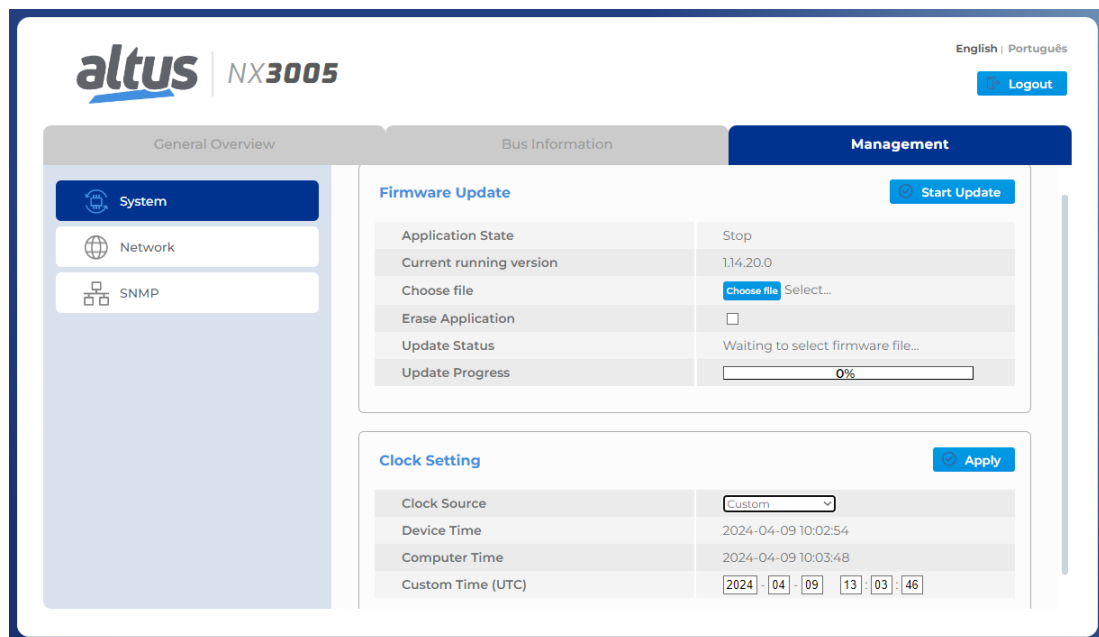 English | Português
altus NX3005
Logout
General Overview Bus Information Management
System
Network
SNMP
Firmware Update Start Update
Application State Stop
Current running version 1.14.20.0
Choose file Choose file Select...
Erase Application
Update Status Waiting to select firmware file...
Update Progress 0%
Clock Setting Apply
Clock Source Custom
Device Time 2024-04-09 10:02:54
Computer Time 2024-04-09 10:03:48
Custom Time (UTC) 2024 - 04 - 09 13 : 03 : 46